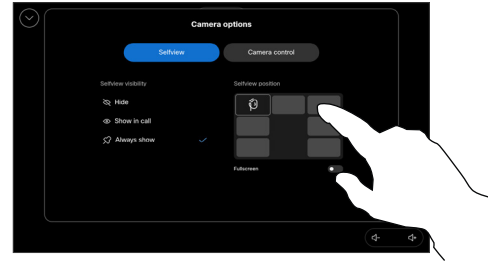 Camera options
Selfview
Camera control
Selfview visibility
Hide
Show in call
Always show
Selfview position
Fullscreen